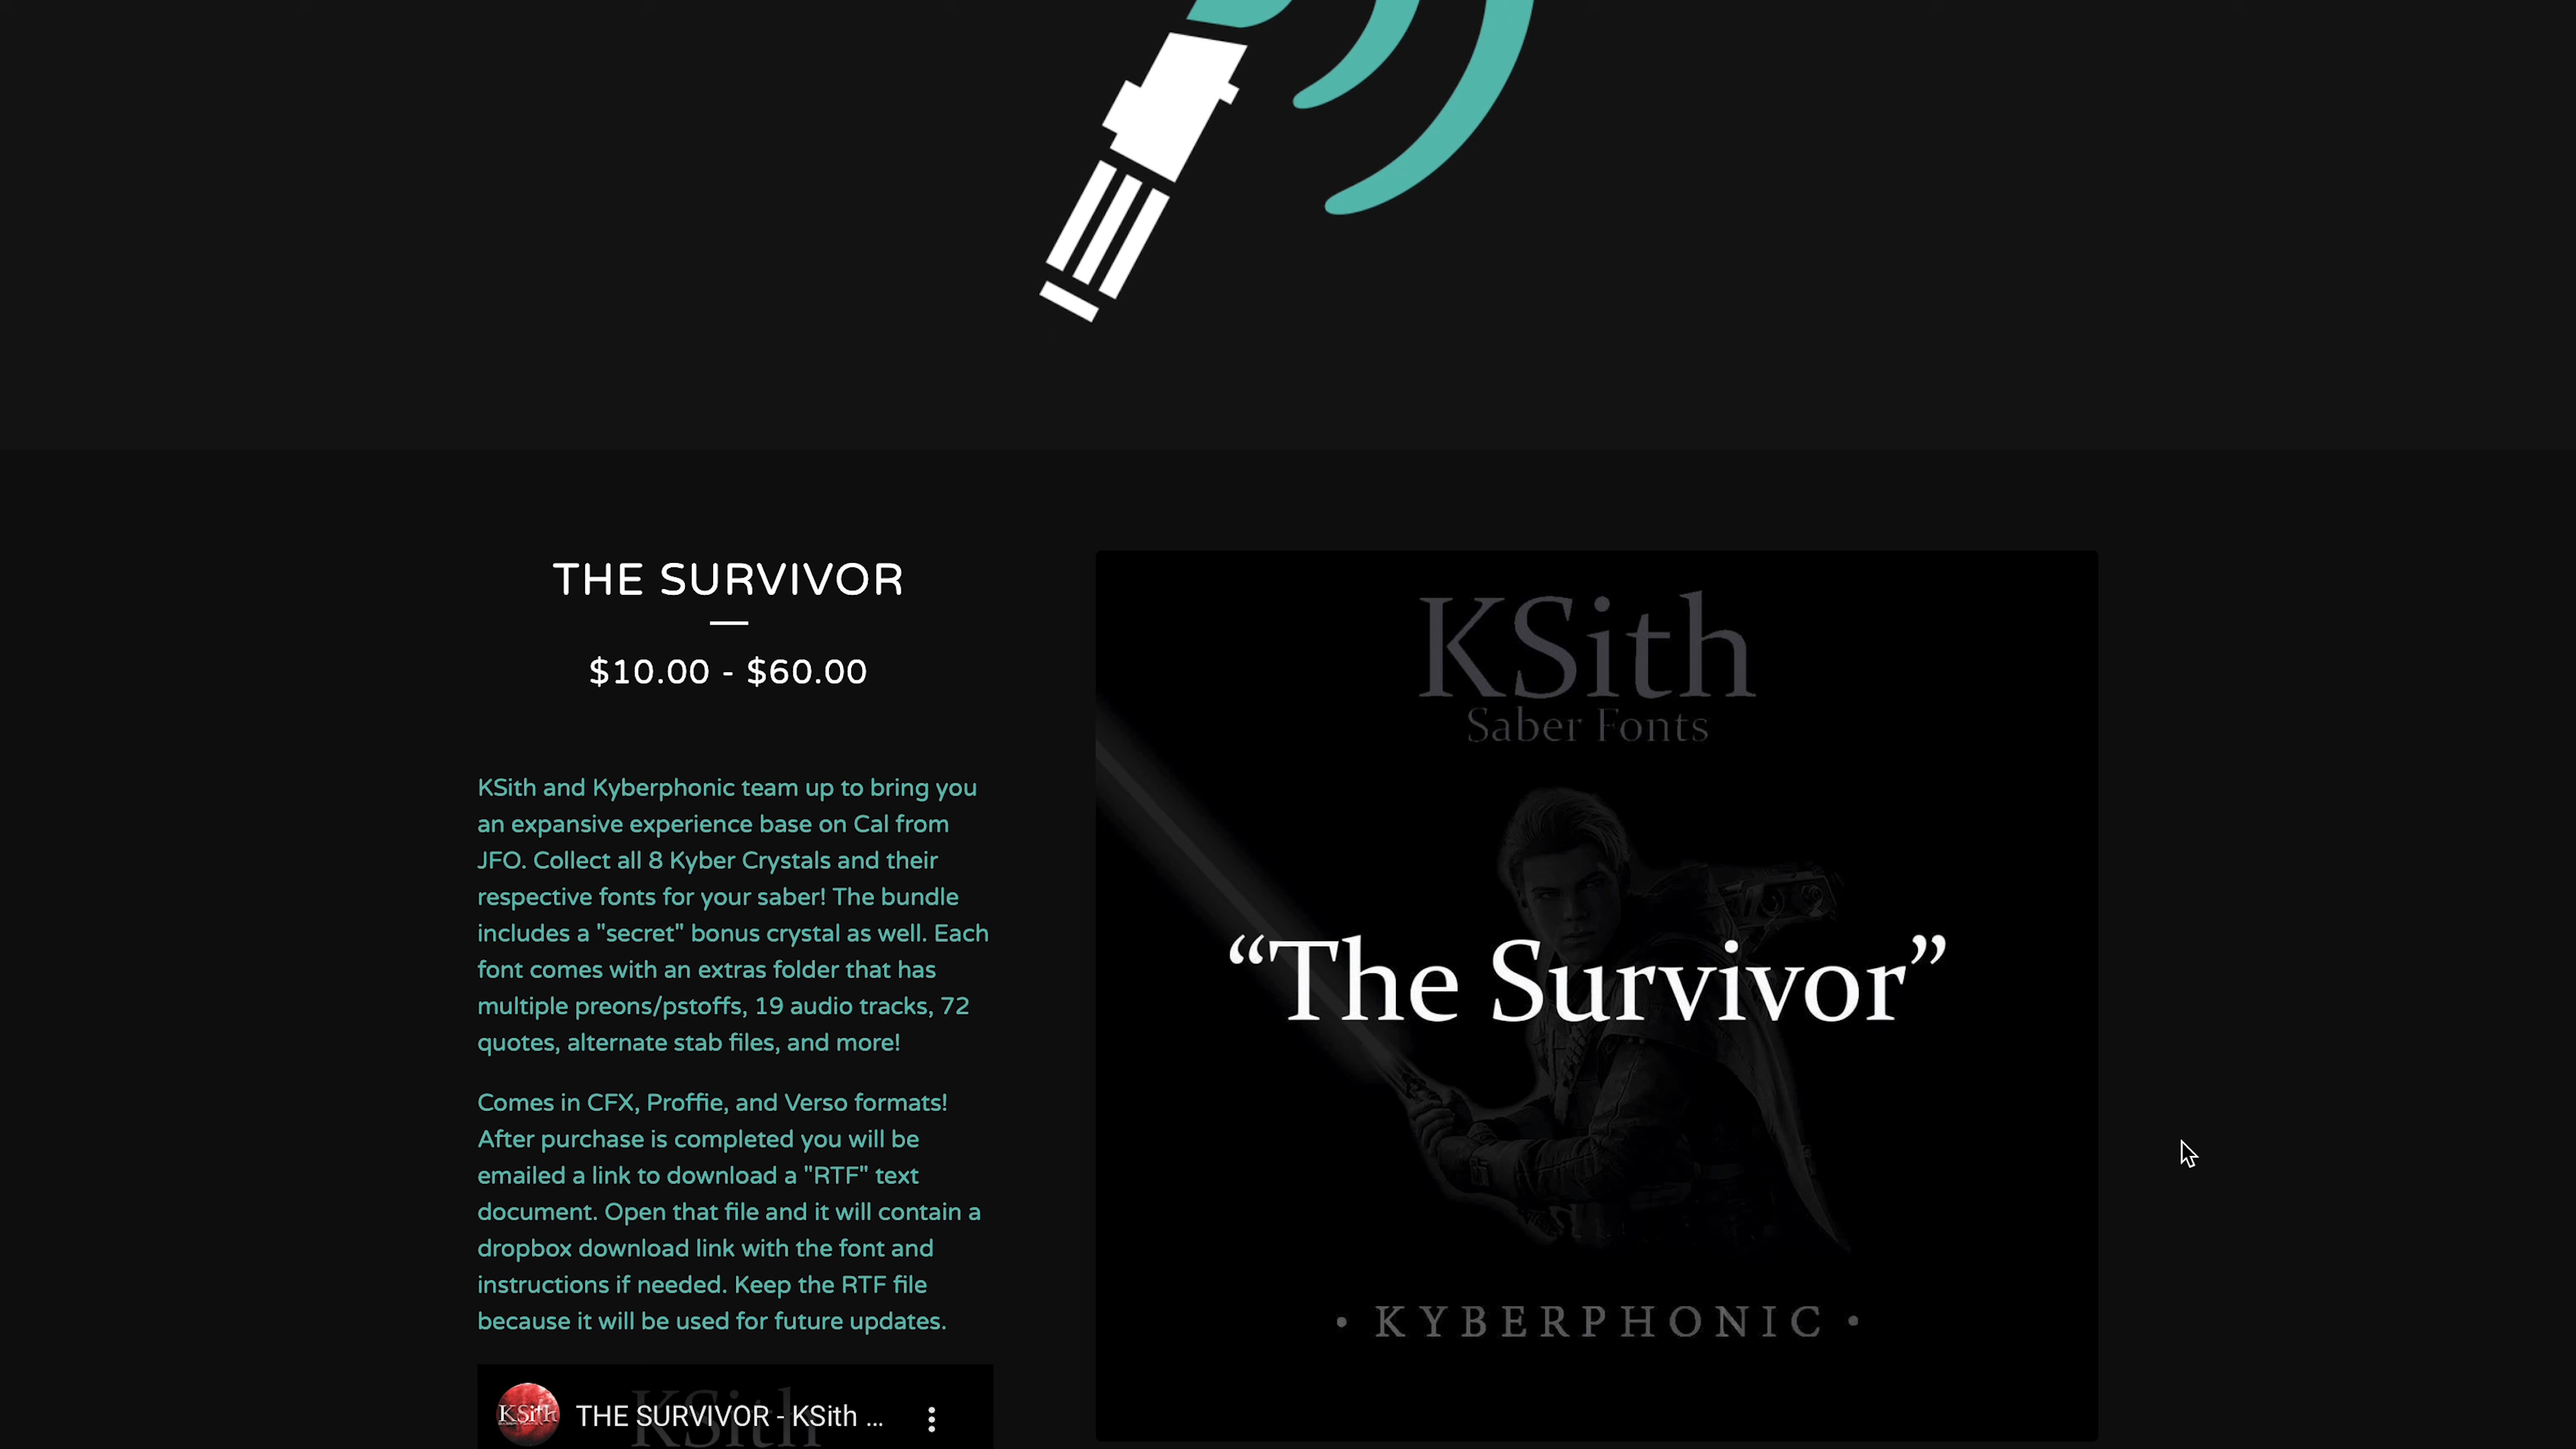 THE SURVIVOR
$10.00 - $60.00
KSith and Kyberphonic team up to bring you
an expansive experience base on Cal from
JFO. Collect all 8 Kyber Crystals and their
respective fonts for your saber! The bundle
includes a "secret" bonus crystal as well. Each
font comes with an extras folder that has
multiple preons/pstoffs, 19 audio tracks, 72
quotes, alternate stab files, and more!
Comes in CFX, Proffie, and Verso formats!
After purchase is completed you will be
emailed a link to download a "RTF" text
document. Open that file and it will contain a
dropbox download link with the font and
instructions if needed. Keep the RTF file
because it will be used for future updates.
KSith
THE SURVIVOR - KSith ...
KSith
KSith
Saber Fonts
“The Survivor”
• KYBERPHONIC •